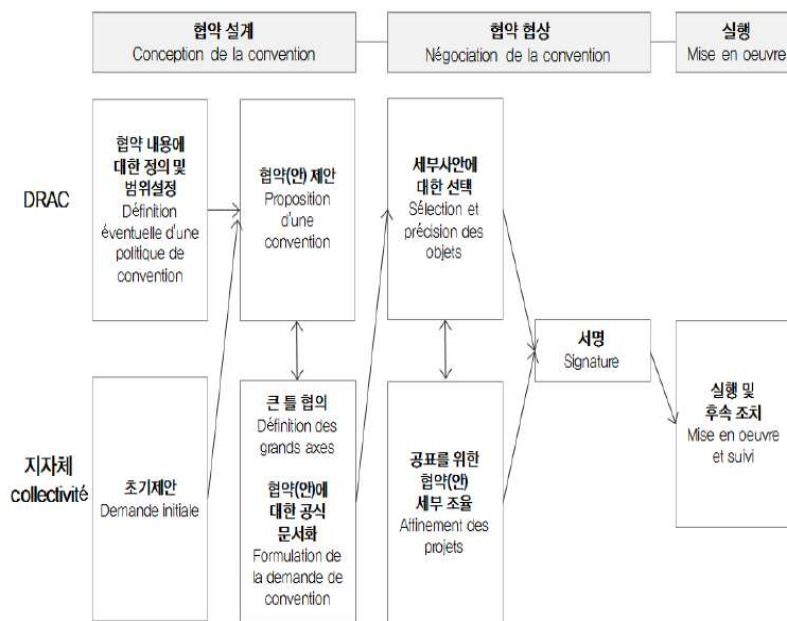 협약 설계
Conception de la convention
협약 협상
Négociation de la convention
실행
Mise en oeuvre
DRAC
협약 내용에
대한 정의 및
범위설정
Définition
éventuelle d'une
politique de
convention
협약(안) 제안
Proposition
d'une
convention
세부사안에
대한 선택
Sélection et
précision des
objets
서명
Signature
지자체
collectivité
초기제안
Demande initiale
큰 틀 협의
Définition des
grands axes
협약(안)에
대한 공식
문서화
Formulation de
la demande de
convention
공표를 위한
협약(안)
세부 조율
Affinement des
projets
실행 및
후속 조치
Mise en oeuvre
et suivi